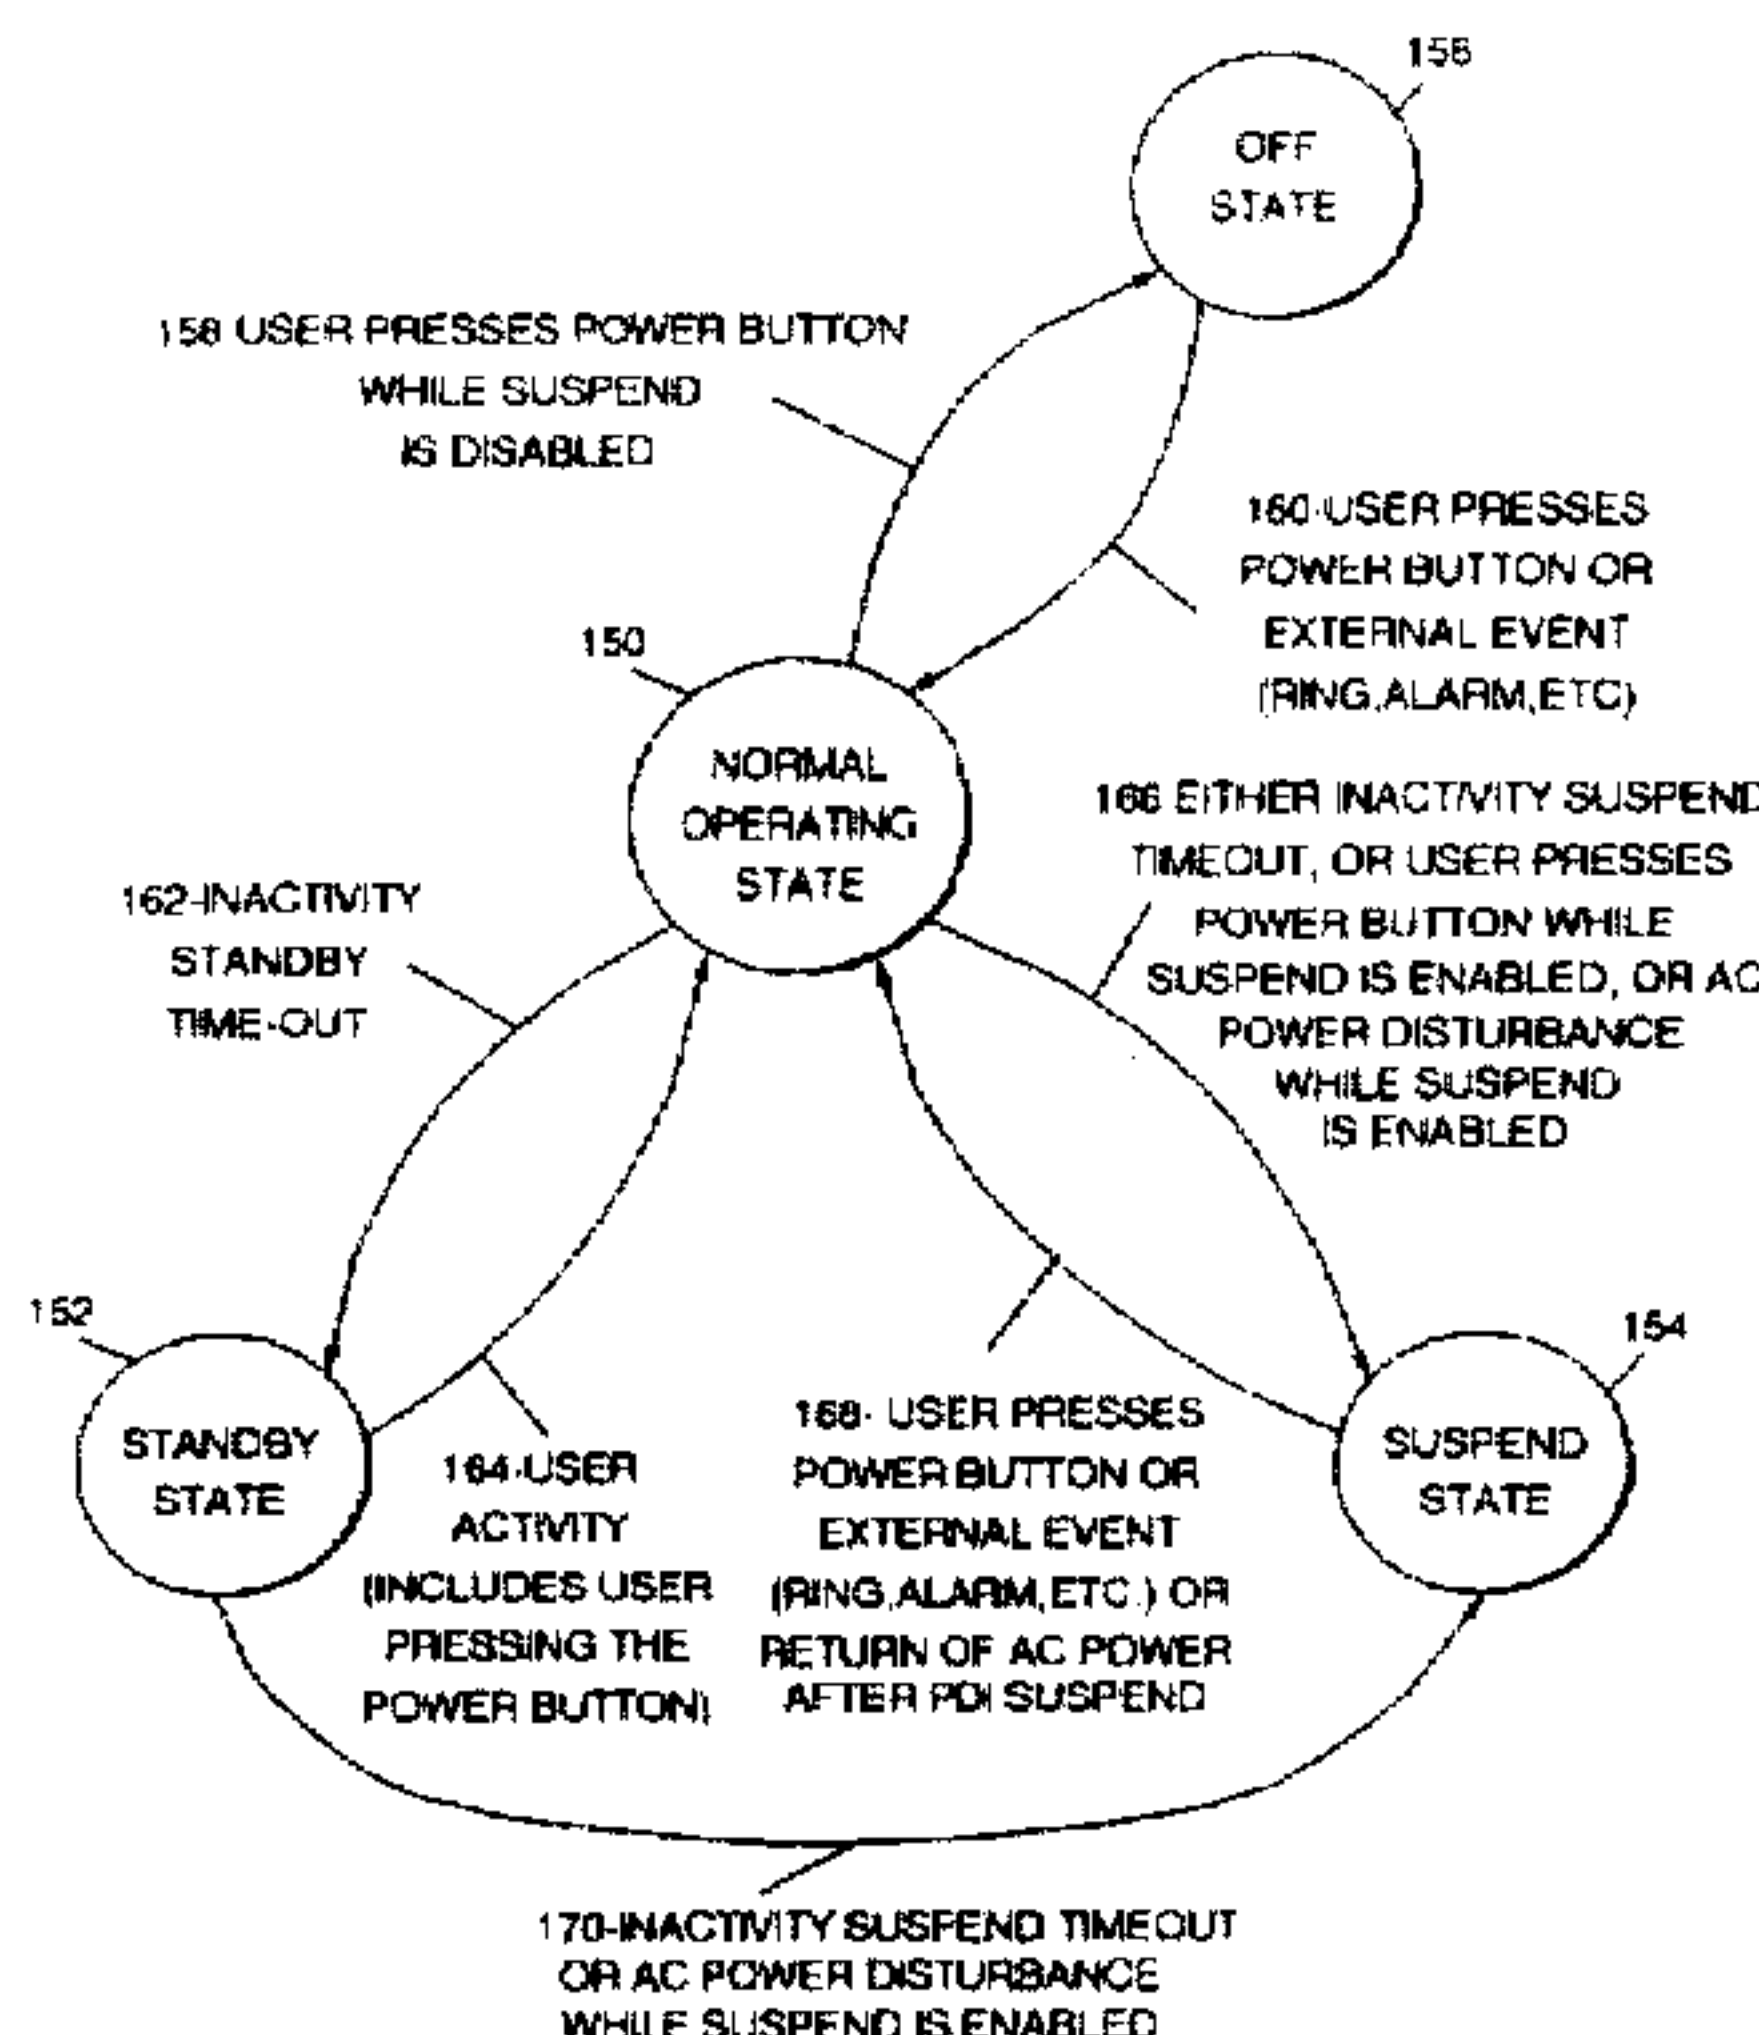 156
OFF
STATE
158 USER PRESSES POWER BUTTON
WHILE SUSPEND
IS DISABLED
160-USER PRESSES
POWER BUTTON OR
EXTERNAL EVENT
(RING,ALARM,ETC)
150
NORMAL
OPERATING
STATE
166 EITHER INACTIVITY SUSPEND
TIMEOUT, OR USER PRESSES
POWER BUTTON WHILE
SUSPEND IS ENABLED, OR AC
POWER DISTURBANCE
WHILE SUSPEND
IS ENABLED
162-INACTIVITY
STANDBY
TIME-OUT
152
STANDBY
STATE
154
SUSPEND
STATE
164-USER
ACTIVITY
(INCLUDES USER
PRESSING THE
POWER BUTTON)
168- USER PRESSES
POWER BUTTON OR
EXTERNAL EVENT
(RING,ALARM,ETC.) OR
RETURN OF AC POWER
AFTER PDI SUSPEND
170-INACTIVITY SUSPEND TIMEOUT
OR AC POWER DISTURBANCE
WHILE SUSPEND IS ENABLED